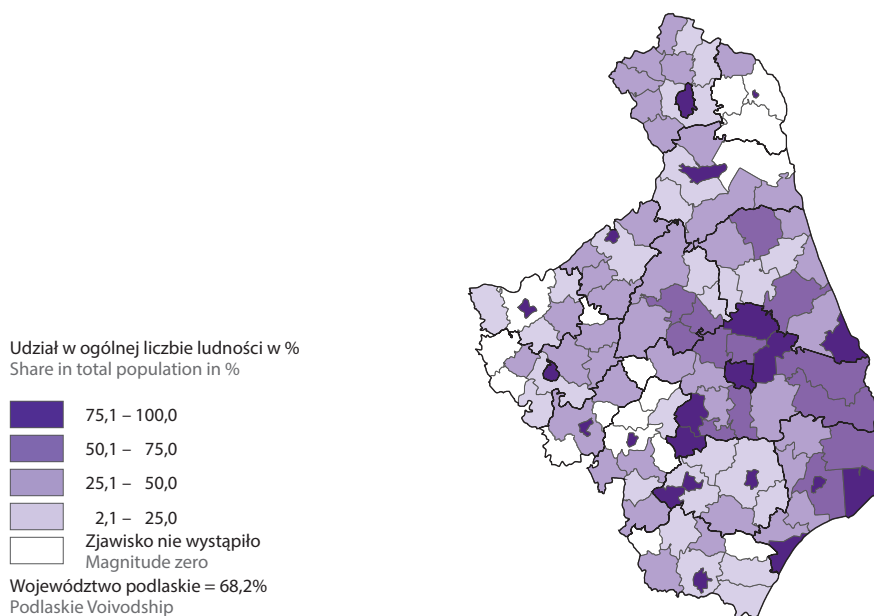 Udział w ogólnej liczbie ludności w %
Share in total population in %
75,1 – 100,0
50,1 – 75,0
25,1 – 50,0
2,1 – 25,0
Zjawisko nie wystąpiło
Magnitude zero
Województwo podlaskie = 68,2%
Podlaskie Voivodship